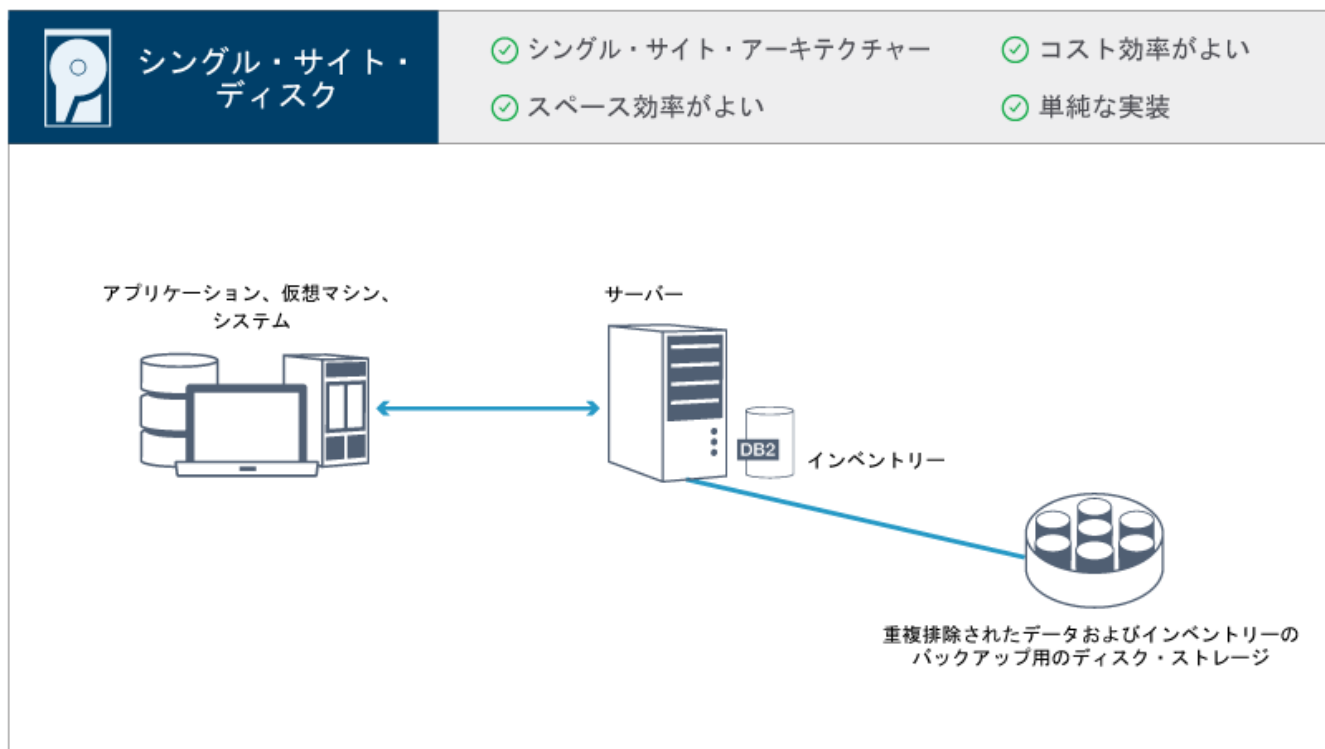 シングル・サイト・
ディスク
シングル・サイト・アーキテクチャー
コスト効率がよい
スペース効率がよい
単純な実装
アプリケーション、仮想マシン、
システム
サーバー
DB2
インベントリー
重複排除されたデータおよびインベントリーの
バックアップ用のディスク・ストレージ